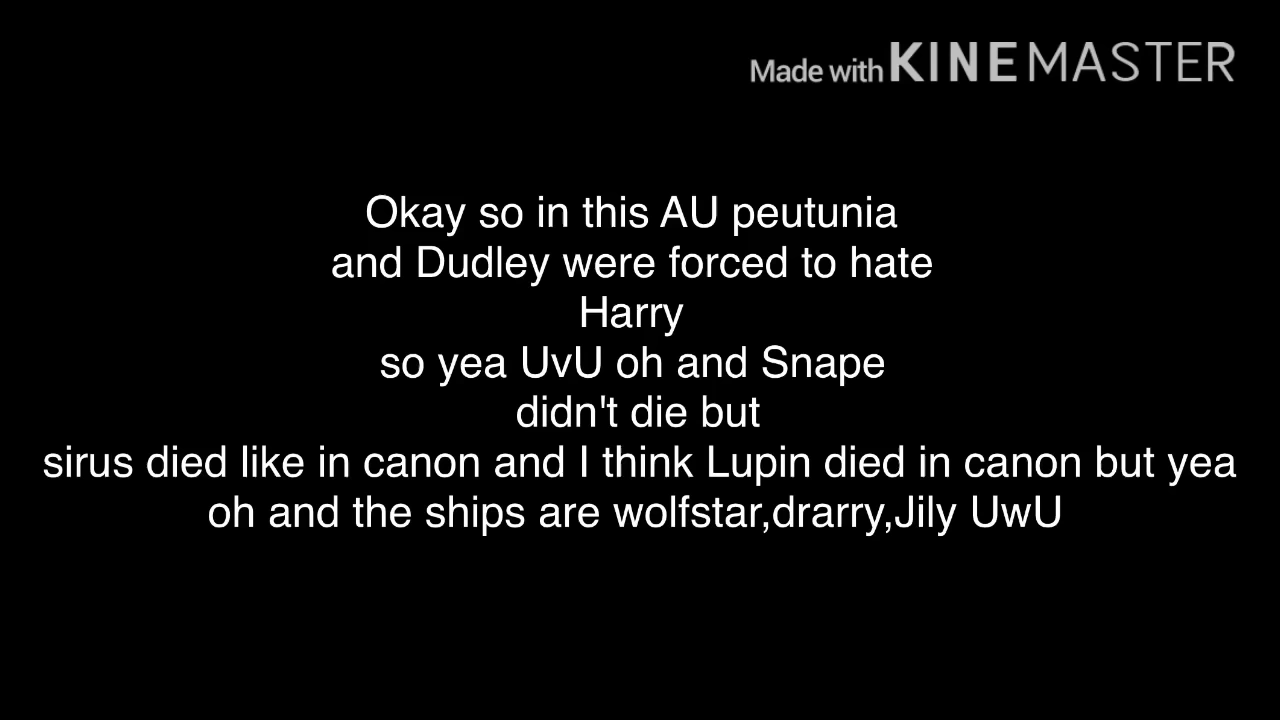 Made with KINEMASTER
Okay so in this AU peutunia
and Dudley were forced to hate
Harry
so yea UvU oh and Snape
didn't die but
sirus died like in canon and I think Lupin died in canon but yea
oh and the ships are wolfstar,drarry,Jily UwU